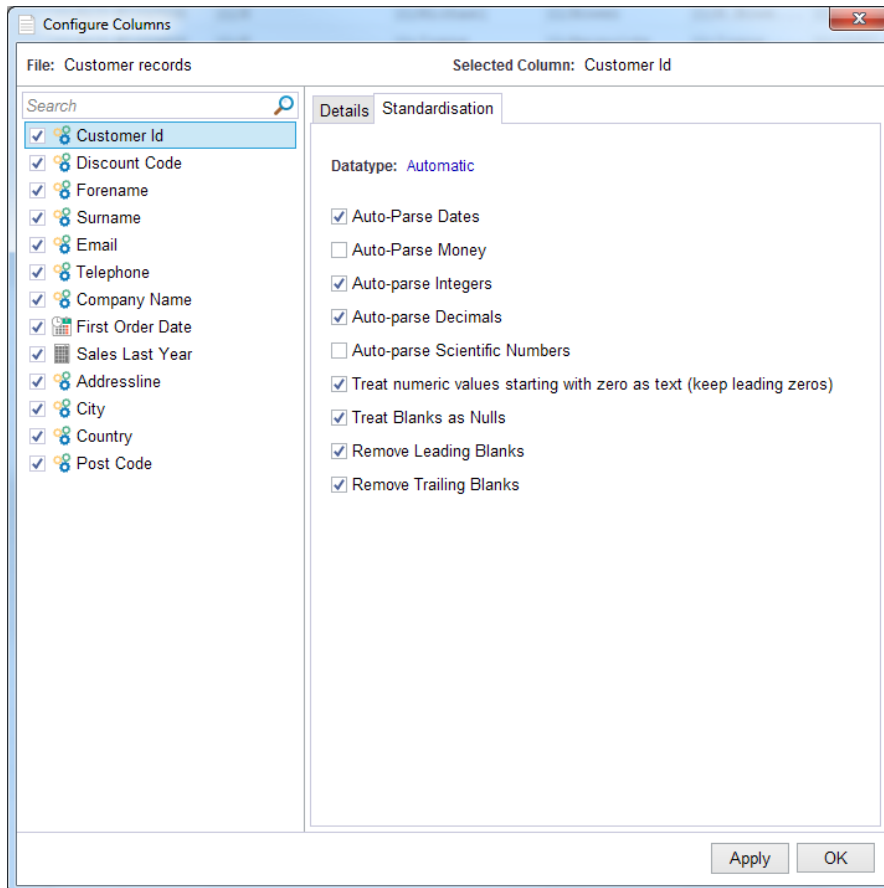 Configure Columns
File: Customer records Selected Column: Customer Id
Search
Customer Id
Discount Code
Forename
Surname
Email
Telephone
Company Name
First Order Date
Sales Last Year
Addressline
City
Country
Post Code
Details Standardisation
Datatype: Automatic
Auto-Parse Dates
Auto-Parse Money
Auto-parse Integers
Auto-parse Decimals
Auto-parse Scientific Numbers
Treat numeric values starting with zero as text (keep leading zeros)
Treat Blanks as Nulls
Remove Leading Blanks
Remove Trailing Blanks
Apply OK